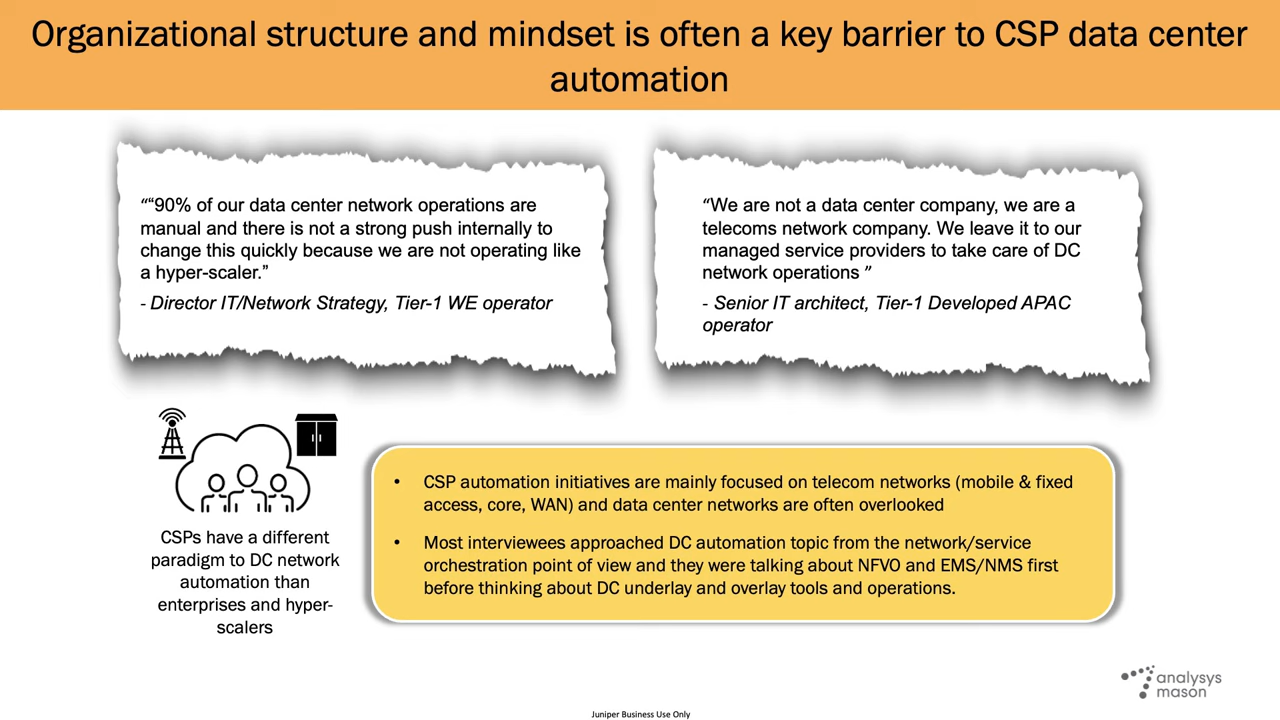 Organizational structure and mindset is often a key barrier to CSP data center
automation
““90% of our data center network operations are
manual and there is not a strong push internally to
change this quickly because we are not operating like
a hyper-scaler.”
- Director IT/Network Strategy, Tier-1 WE operator
“We are not a data center company, we are a
telecoms network company. We leave it to our
managed service providers to take care of DC
network operations ”
- Senior IT architect, Tier-1 Developed APAC
operator
CSPs have a different
paradigm to DC network
automation than
enterprises and hyper-
scalers
• CSP automation initiatives are mainly focused on telecom networks (mobile & fixed
access, core, WAN) and data center networks are often overlooked
• Most interviewees approached DC automation topic from the network/service
orchestration point of view and they were talking about NFVO and EMS/NMS first
before thinking about DC underlay and overlay tools and operations.
analysys
mason
Juniper Business Use Only